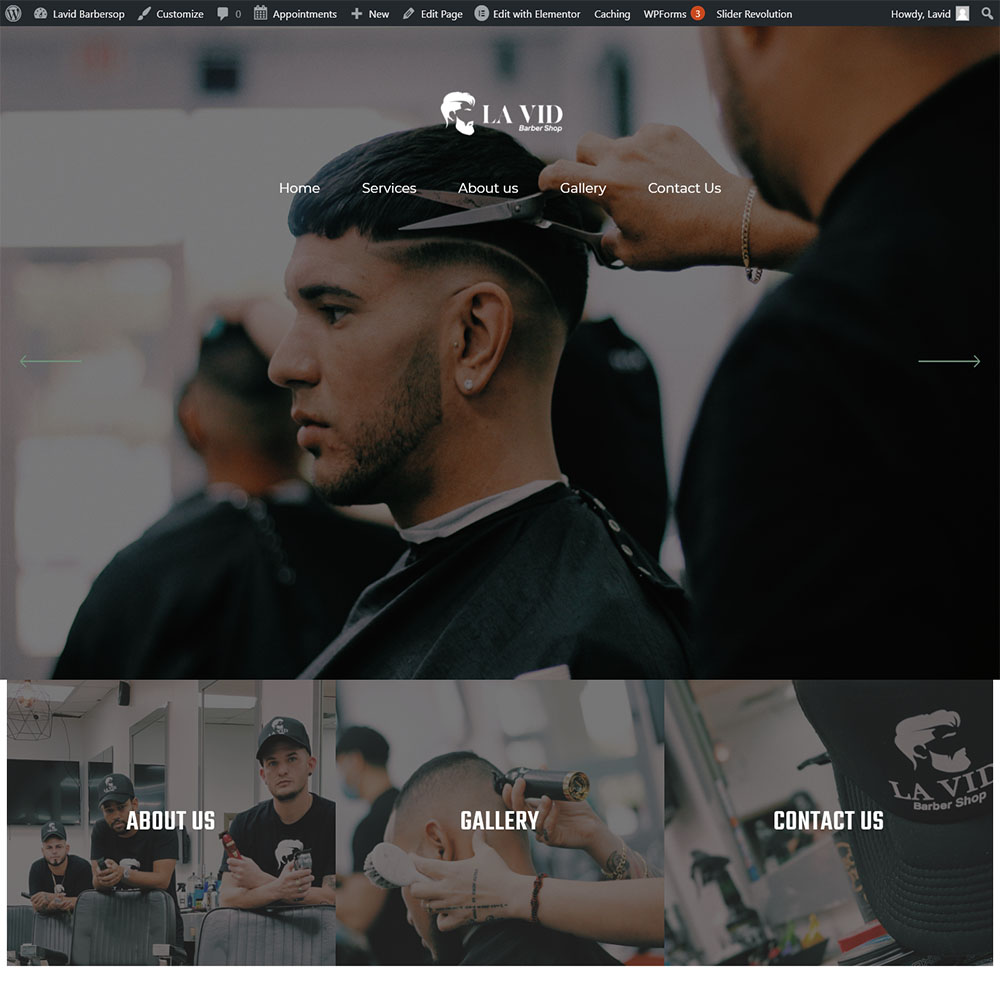 Lavid Barbersop Customize 0 Appointments New Edit Page Edit with Elementor Caching WPForms 3 Slider Revolution Howdy, Lavid
LA VID
Barber Shop
Home Services About us Gallery Contact Us
ABOUT US GALLERY CONTACT US
LA VID
Barber Shop